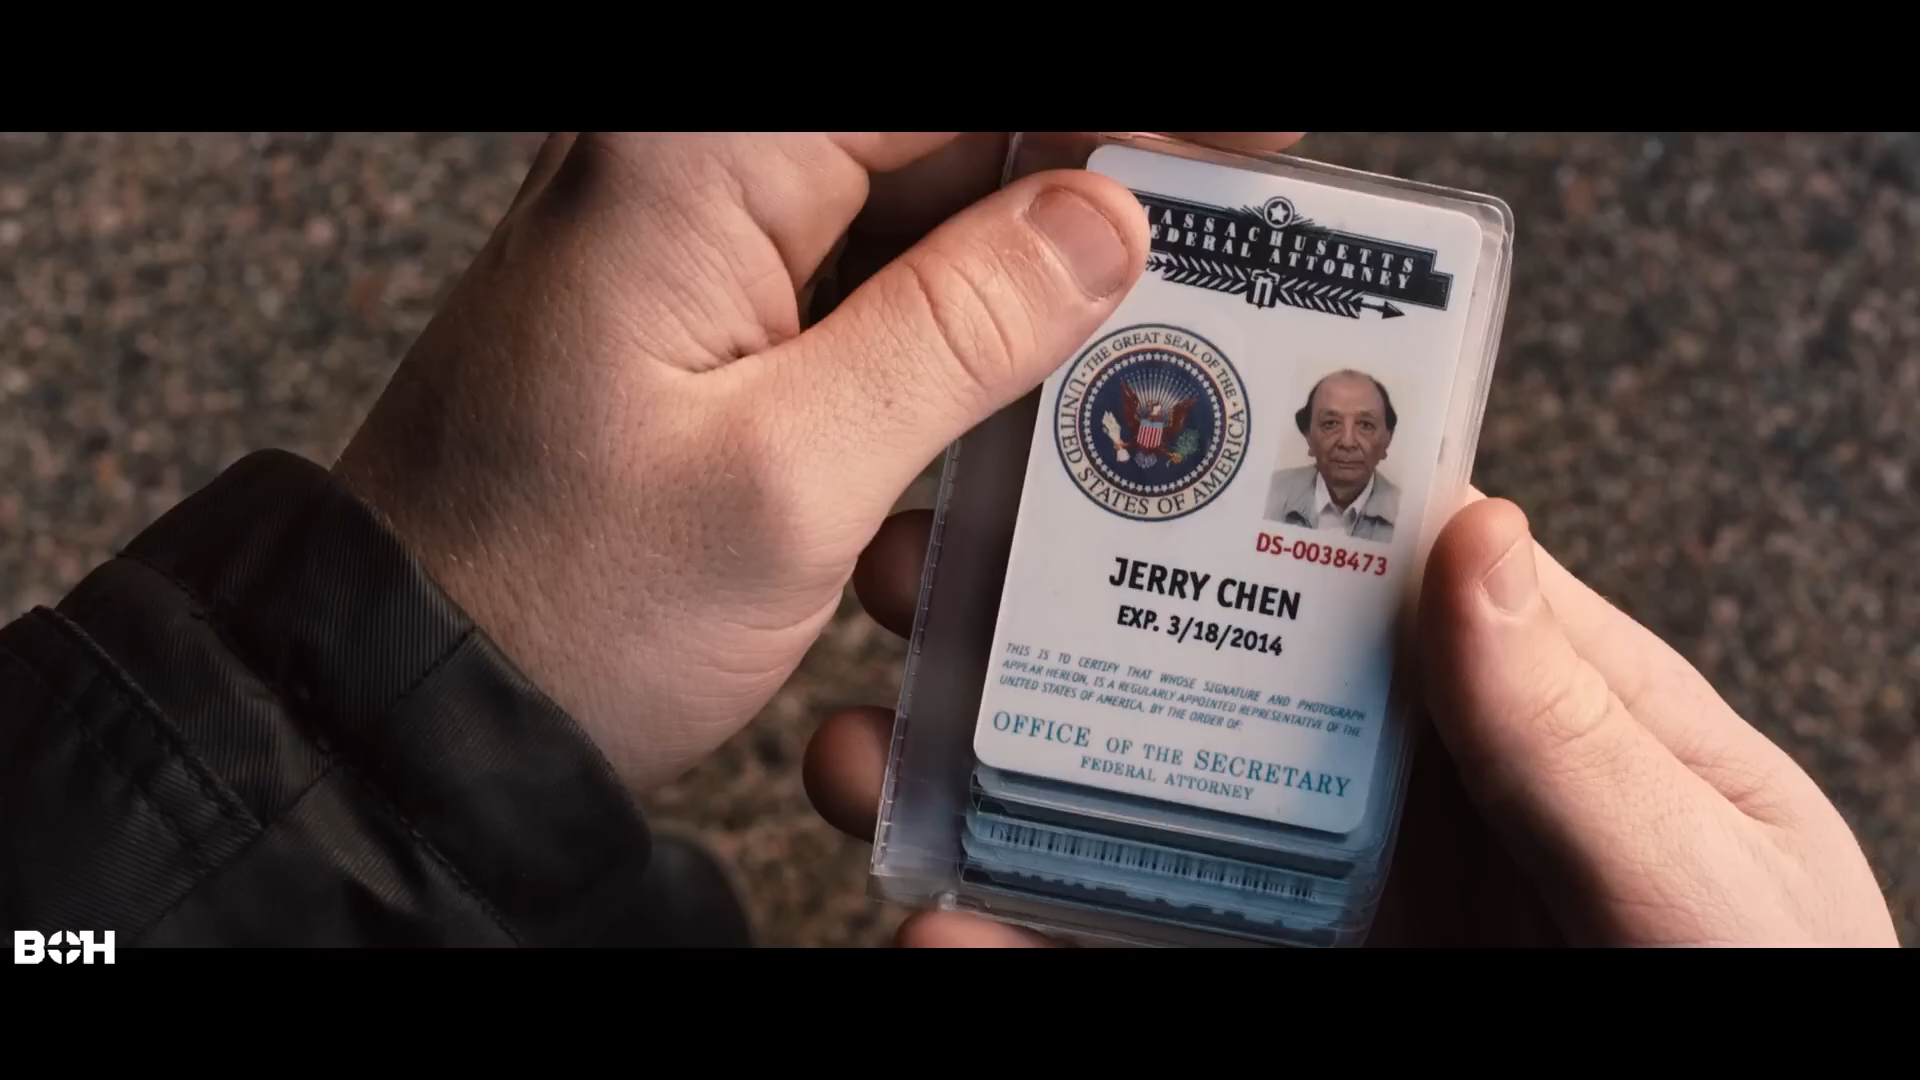 MASSACHUSETTS
FEDERAL ATTORNEY
· THE GREAT SEAL OF THE · UNITED STATES OF AMERICA
DS-0038473
JERRY CHEN
EXP. 3/18/2014
THIS IS TO CERTIFY THAT WHOSE SIGNATURE AND PHOTOGRAPH
APPEAR HEREON, IS A REGULARLY APPOINTED REPRESENTATIVE OF THE
UNITED STATES OF AMERICA, BY THE ORDER OF:
OFFICE OF THE SECRETARY
FEDERAL ATTORNEY
BOH